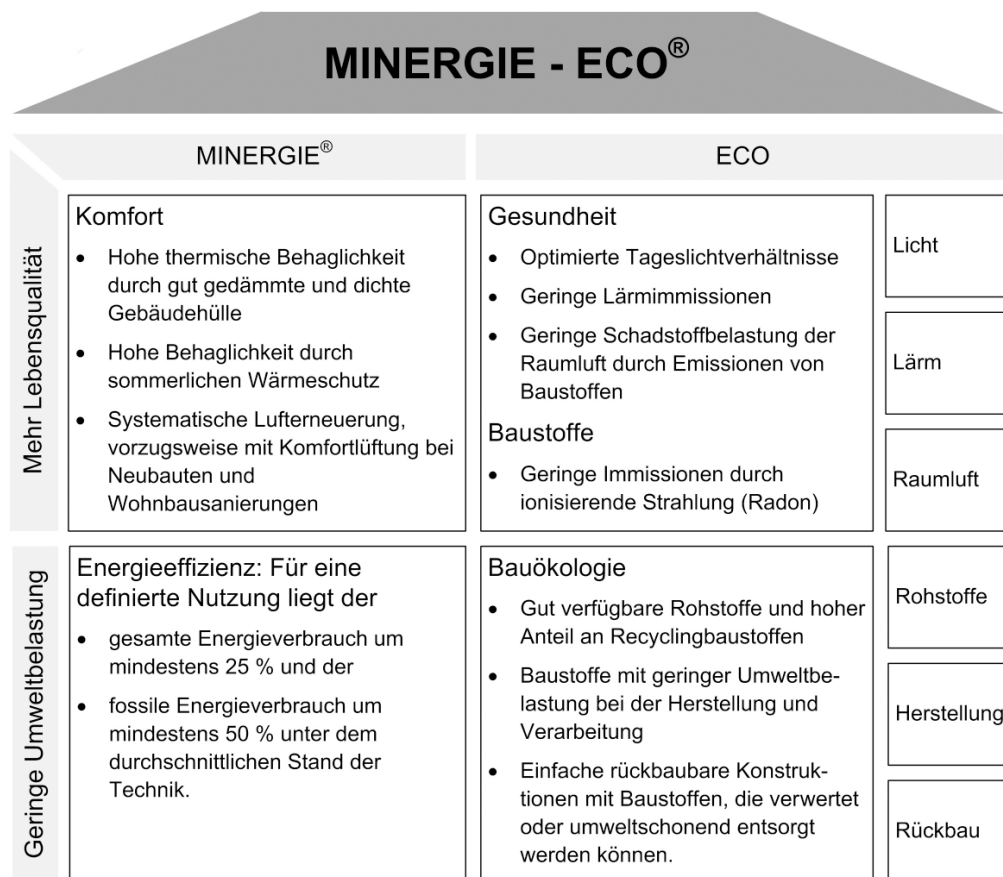 MINERGIE - ECO®
MINERGIE®
ECO
Mehr Lebensqualität
Komfort
• Hohe thermische Behaglichkeit
durch gut gedämmte und dichte
Gebäudehülle
• Hohe Behaglichkeit durch
sommerlichen Wärmeschutz
• Systematische Lufterneuerung,
vorzugsweise mit Komfortlüftung bei
Neubauten und
Wohnbausanierungen
Gesundheit
• Optimierte Tageslichtverhältnisse
• Geringe Lärmimmissionen
• Geringe Schadstoffbelastung der
Raumluft durch Emissionen von
Baustoffen
Baustoffe
• Geringe Immissionen durch
ionisierende Strahlung (Radon)
Licht
Lärm
Raumluft
Geringe Umweltbelastung
Energieeffizienz: Für eine
definierte Nutzung liegt der
• gesamte Energieverbrauch um
mindestens 25 % und der
• fossile Energieverbrauch um
mindestens 50 % unter dem
durchschnittlichen Stand der
Technik.
Bauökologie
• Gut verfügbare Rohstoffe und hoher
Anteil an Recyclingbaustoffen
• Baustoffe mit geringer Umweltbe-
lastung bei der Herstellung und
Verarbeitung
• Einfache rückbaubare Konstruk-
tionen mit Baustoffen, die verwertet
oder umweltschonend entsorgt
werden können.
Rohstoffe
Herstellung
Rückbau